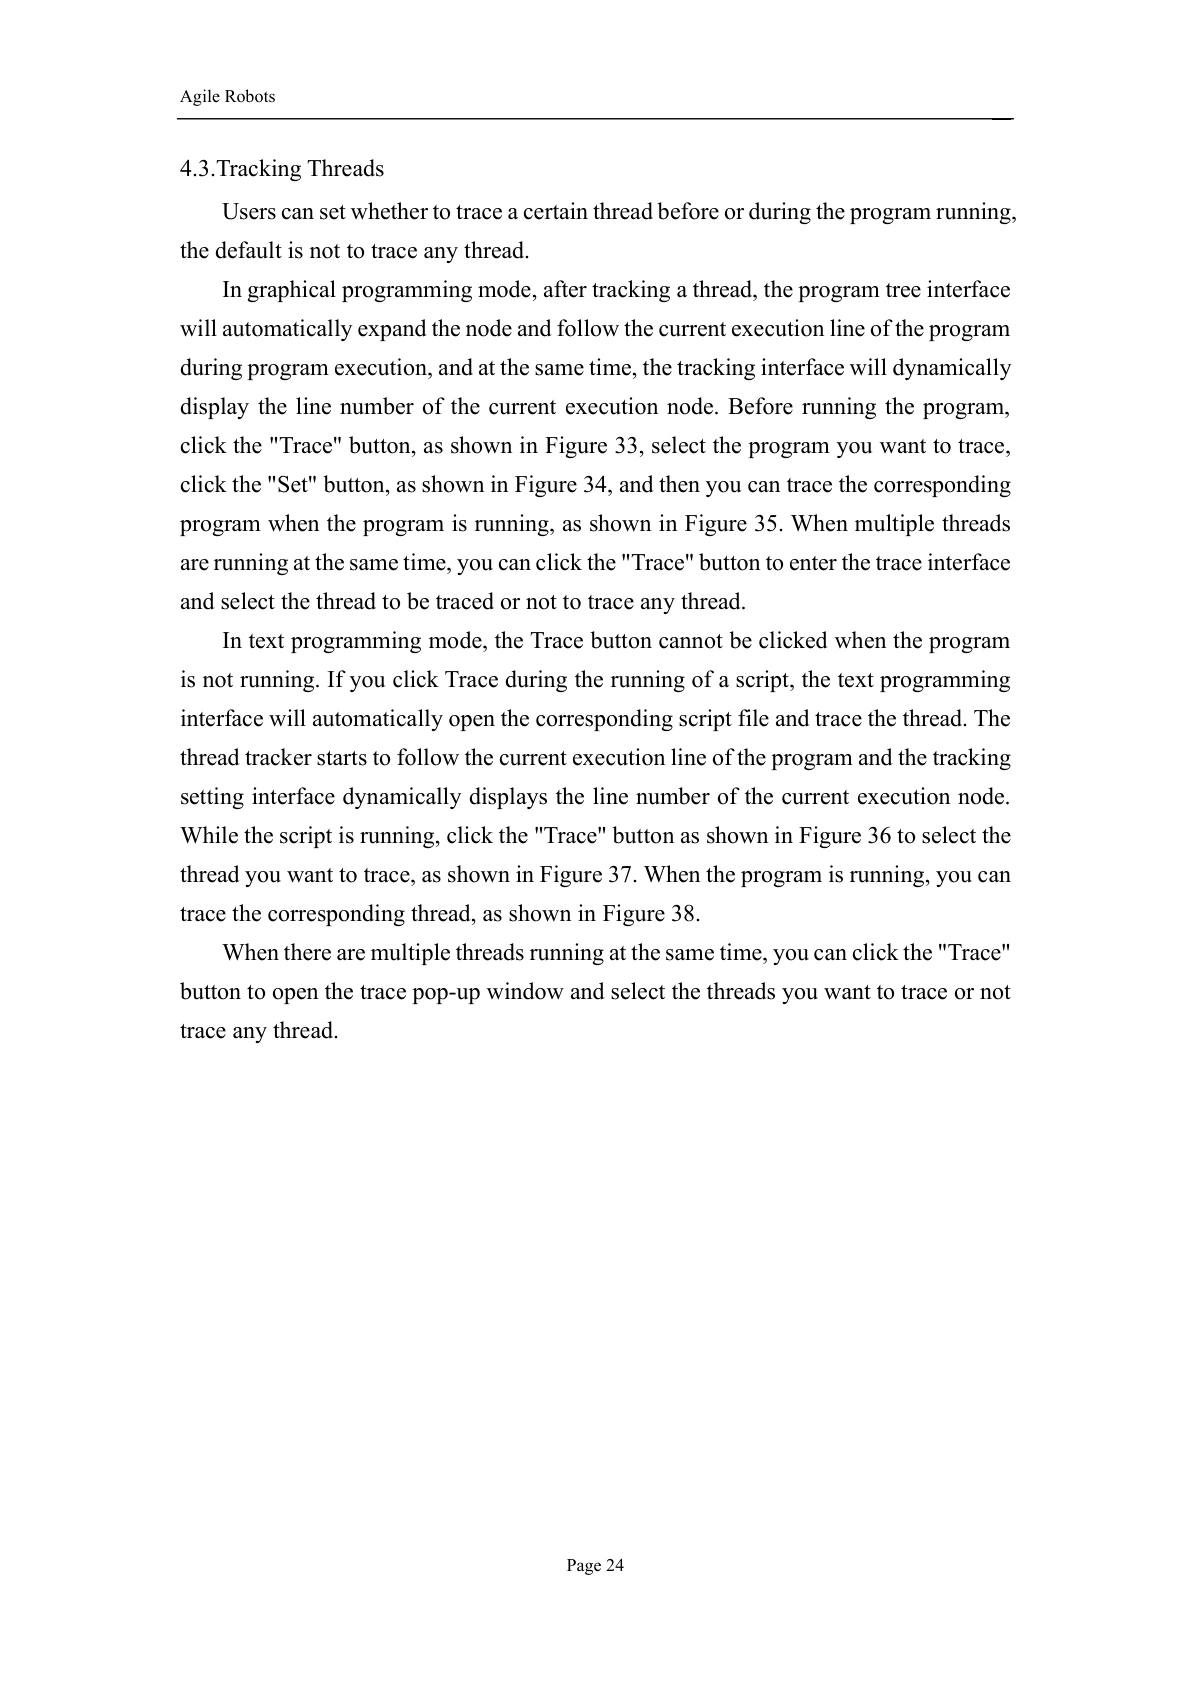 Agile Robots
4.3.Tracking Threads
Users can set whether to trace a certain thread before or during the program running,
the default is not to trace any thread.
In graphical programming mode, after tracking a thread, the program tree interface
will automatically expand the node and follow the current execution line of the program
during program execution, and at the same time, the tracking interface will dynamically
display the line number of the current execution node. Before running the program,
click the "Trace" button, as shown in Figure 33, select the program you want to trace,
click the "Set" button, as shown in Figure 34, and then you can trace the corresponding
program when the program is running, as shown in Figure 35. When multiple threads
are running at the same time, you can click the "Trace" button to enter the trace interface
and select the thread to be traced or not to trace any thread.
In text programming mode, the Trace button cannot be clicked when the program
is not running. If you click Trace during the running of a script, the text programming
interface will automatically open the corresponding script file and trace the thread. The
thread tracker starts to follow the current execution line of the program and the tracking
setting interface dynamically displays the line number of the current execution node.
While the script is running, click the "Trace" button as shown in Figure 36 to select the
thread you want to trace, as shown in Figure 37. When the program is running, you can
trace the corresponding thread, as shown in Figure 38.
When there are multiple threads running at the same time, you can click the "Trace"
button to open the trace pop-up window and select the threads you want to trace or not
trace any thread.
Page 24